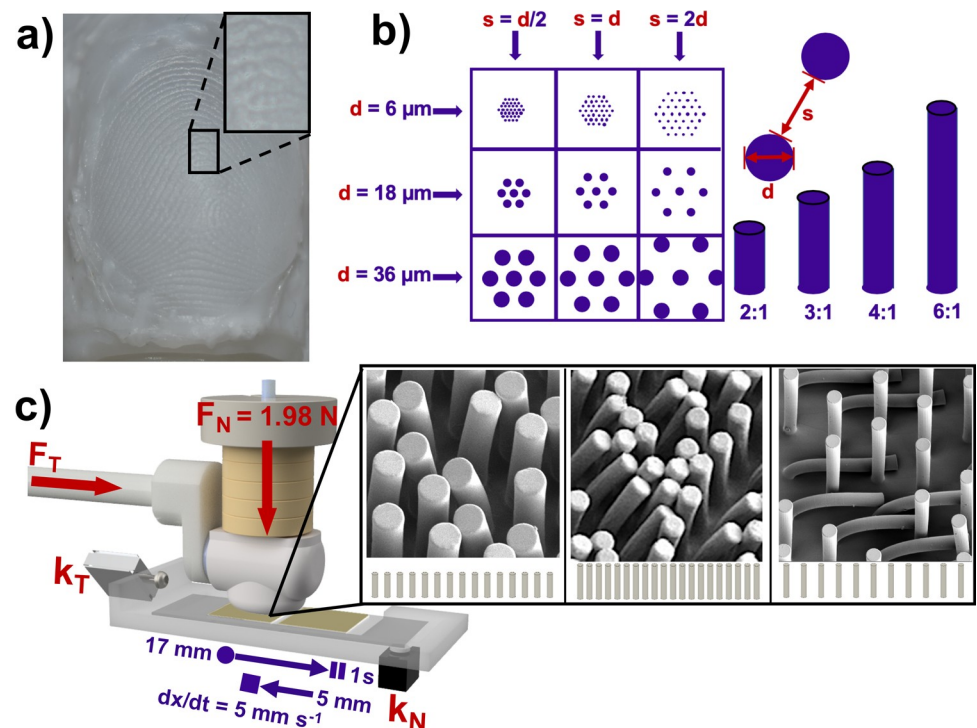 a)
b)
s = d/2
s = d
s = 2d
d = 6 µm
d = 18 µm
d = 36 µm
s
d
2:1
3:1
4:1
6:1
c)
F_N = 1.98 N
F_T
k_T
17 mm
1s
5 mm
dx/dt = 5 mm s⁻¹
k_N